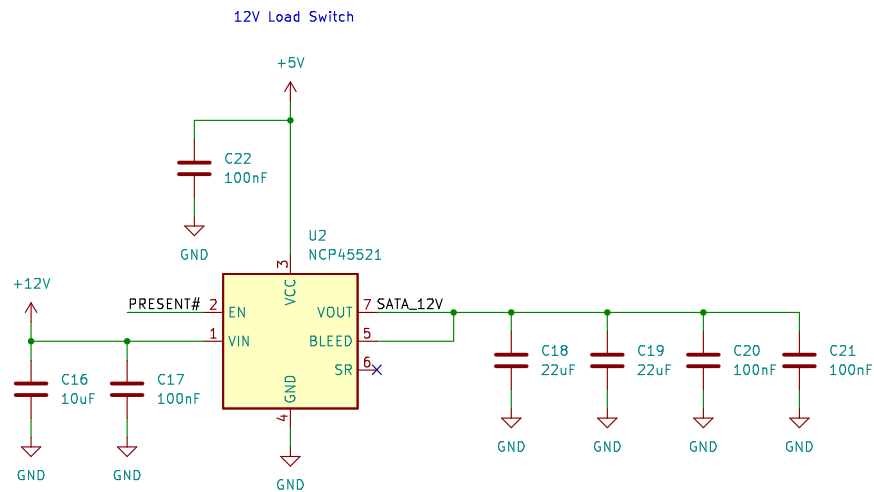 12V Load Switch
+5V
C22
100nF
GND
U2
NCP45521
3
VCC
+12V
PRESENT#
2
EN
VOUT
7
SATA_12V
1
VIN
BLEED
5
SR
6
GND
4
GND
C16
10uF
GND
C17
100nF
GND
C18
22uF
GND
C19
22uF
GND
C20
100nF
GND
C21
100nF
GND